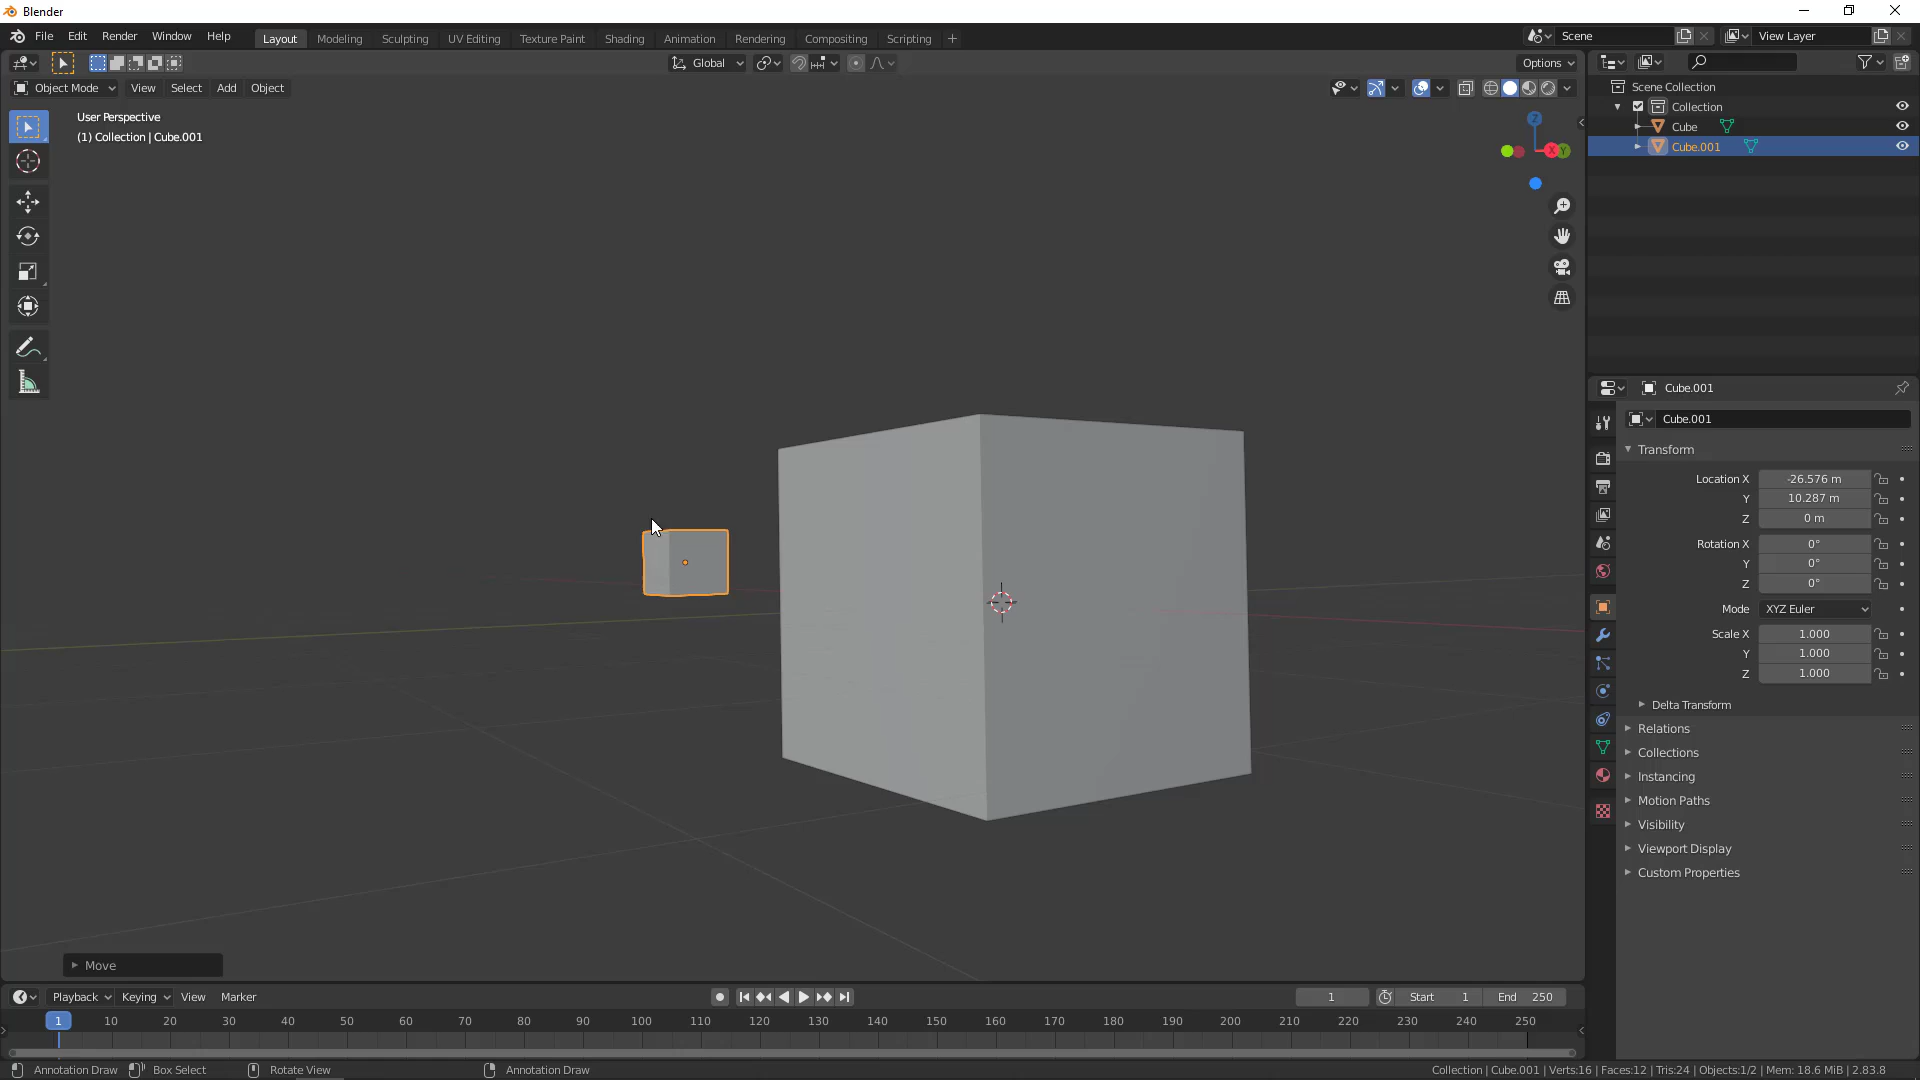 Blender
File Edit Render Window Help
Layout Modeling Sculpting UV Editing Texture Paint Shading Animation Rendering Compositing Scripting +
Scene
View Layer
Global
Options
Object Mode View Select Add Object
User Perspective
(1) Collection | Cube.001
Z
X
Y
Scene Collection
Collection
Cube
Cube.001
Cube.001
Cube.001
Transform
Location X -26.576 m
Y 10.287 m
Z 0 m
Rotation X 0°
Y 0°
Z 0°
Mode XYZ Euler
Scale X 1.000
Y 1.000
Z 1.000
Delta Transform
Relations
Collections
Instancing
Motion Paths
Visibility
Viewport Display
Custom Properties
Move
Playback Keying View Marker
1
Start 1 End 250
1 10 20 30 40 50 60 70 80 90 100 110 120 130 140 150 160 170 180 190 200 210 220 230 240 250
Annotation Draw Box Select Rotate View Annotation Draw
Collection | Cube.001 | Verts:16 | Faces:12 | Tris:24 | Objects:1/2 | Mem: 18.6 MiB | 2.83.8